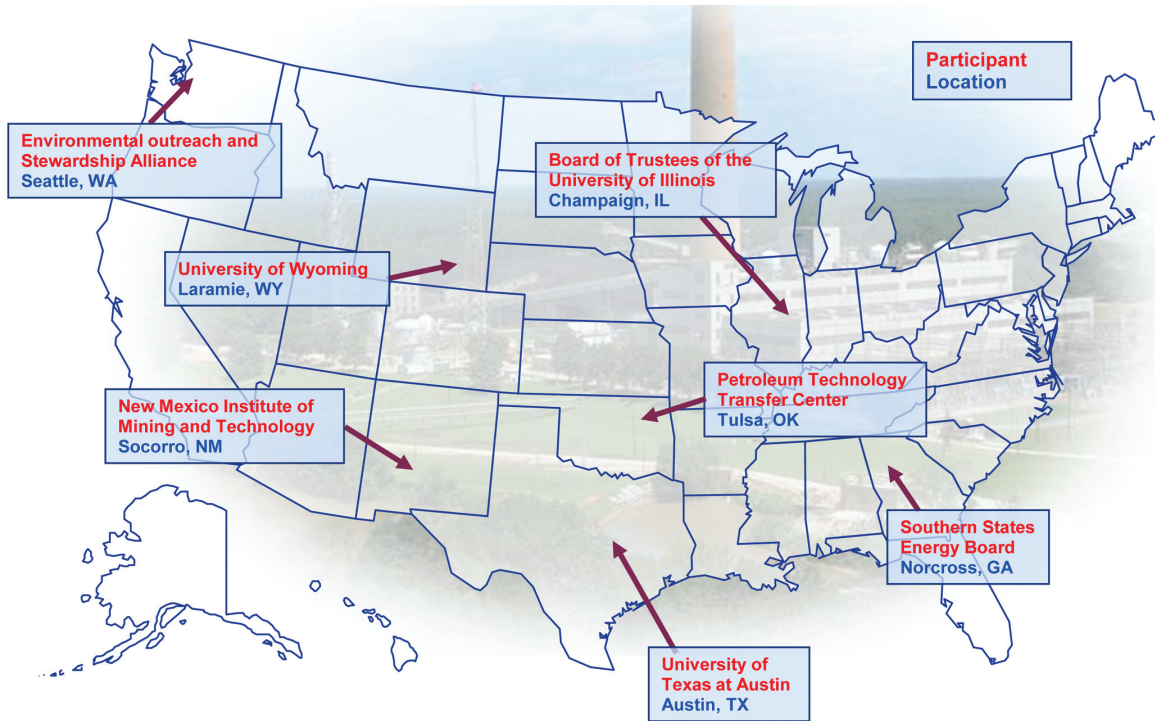 Participant
Location
Environmental outreach and
Stewardship Alliance
Seattle, WA
Board of Trustees of the
University of Illinois
Champaign, IL
University of Wyoming
Laramie, WY
Petroleum Technology
Transfer Center
Tulsa, OK
New Mexico Institute of
Mining and Technology
Socorro, NM
Southern States
Energy Board
Norcross, GA
University of
Texas at Austin
Austin, TX